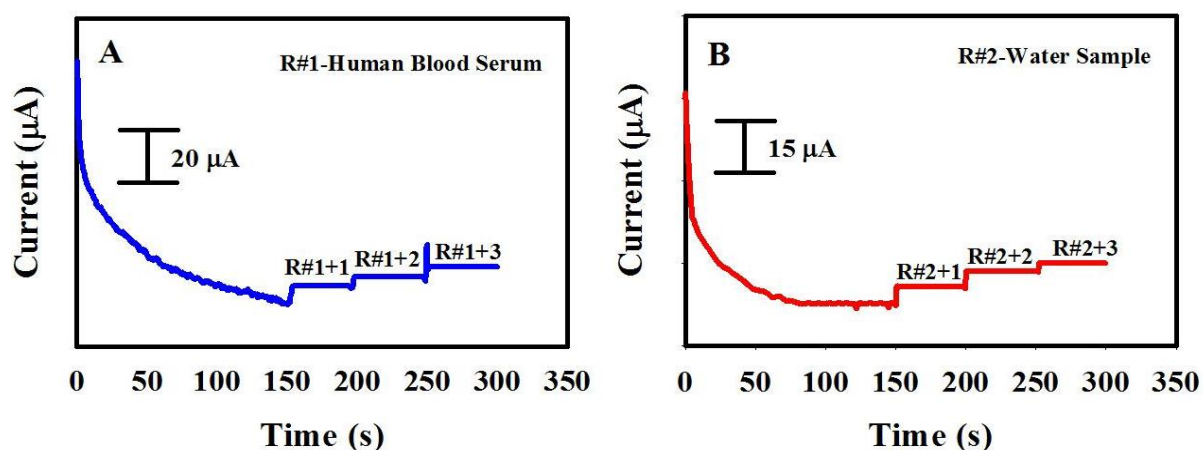 A
R#1-Human Blood Serum
20 μA
R#1+1
R#1+2
R#1+3
Current (μA)
0 50 100 150 200 250 300 350
Time (s)
B
R#2-Water Sample
15 μA
R#2+1
R#2+2
R#2+3
Current (μA)
0 50 100 150 200 250 300 350
Time (s)